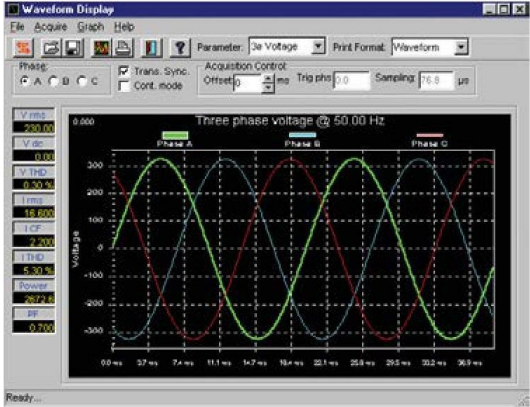 Waveform Display
File Acquire Graph Help
Parameter: 3ø Voltage Print Format: Waveform
Phase:
A B C
Trans. Sync.
Cont. mode
Acquisition Control:
Offset: 0 ms Trig phs 0.0 Sampling: 76.9 µs
V rms
230.00
V dc
0.00
V THD
0.30 %
I rms
16.600
I CF
2.200
I THD
5.30 %
Power
2672.6
PF
0.700
0.000
Three phase voltage @ 50.00 Hz
Phase A Phase B Phase C
Voltage
300
200
100
0
-100
-200
-300
0.0 ms 3.7 ms 7.4 ms 11.1 ms 14.7 ms 18.4 ms 22.1 ms 25.8 ms 29.5 ms 33.2 ms 36.9 ms
Ready...